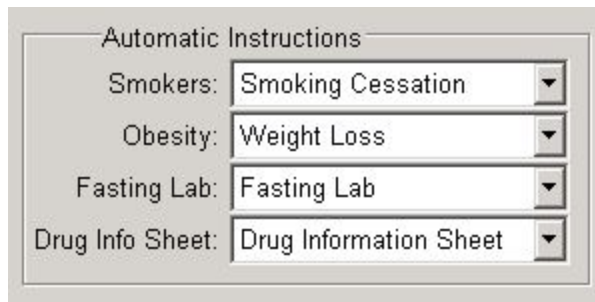 Automatic Instructions
Smokers: Smoking Cessation
Obesity: Weight Loss
Fasting Lab: Fasting Lab
Drug Info Sheet: Drug Information Sheet